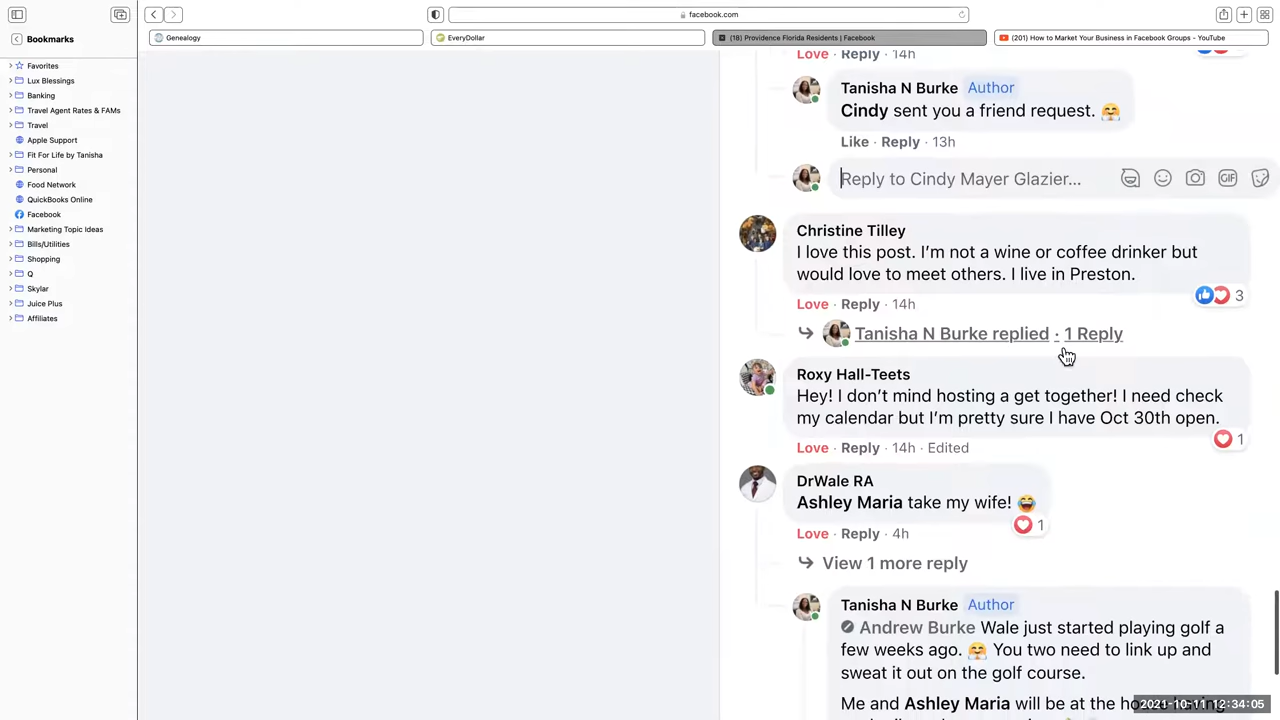 facebook.com
Bookmarks
Genealogy
EveryDollar
(18) Providence Florida Residents | Facebook
(201) How to Market Your Business in Facebook Groups - YouTube
Favorites
Lux Blessings
Banking
Travel Agent Rates & FAMs
Travel
Apple Support
Fit For Life by Tanisha
Personal
Food Network
QuickBooks Online
Facebook
Marketing Topic Ideas
Bills/Utilities
Shopping
Q
Skylar
Juice Plus
Affiliates
Love · Reply · 14h
Tanisha N Burke Author
Cindy sent you a friend request. 🤗
Like · Reply · 13h
Reply to Cindy Mayer Glazier...
GIF
Christine Tilley
I love this post. I’m not a wine or coffee drinker but
would love to meet others. I live in Preston.
3
Love · Reply · 14h
Tanisha N Burke replied · 1 Reply
Roxy Hall-Teets
Hey! I don’t mind hosting a get together! I need check
my calendar but I’m pretty sure I have Oct 30th open.
1
Love · Reply · 14h · Edited
DrWale RA
Ashley Maria take my wife! 😂
1
Love · Reply · 4h
View 1 more reply
Tanisha N Burke Author
Andrew Burke Wale just started playing golf a
few weeks ago. 🤗 You two need to link up and
sweat it out on the golf course.
Me and Ashley Maria will be at the
2021-10-11 12:34:05